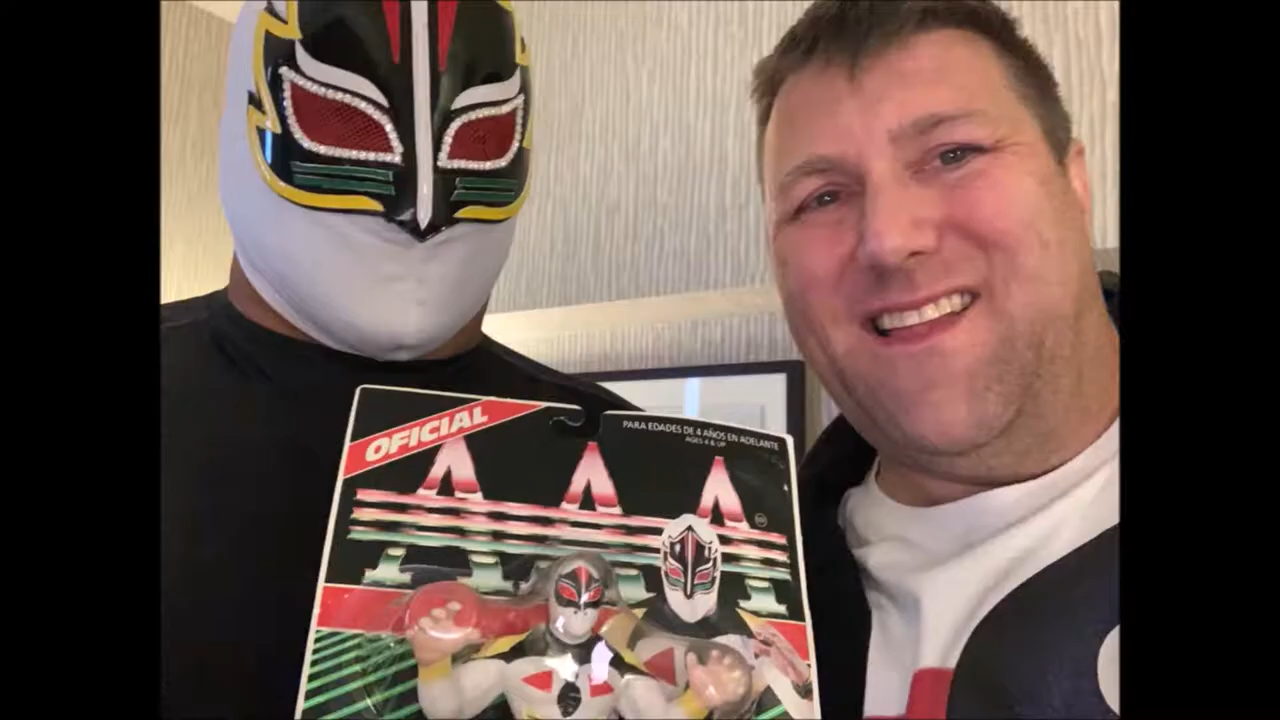 OFICIAL
PARA EDADES DE 4 AÑOS EN ADELANTE
AGES 4 & UP
AAA